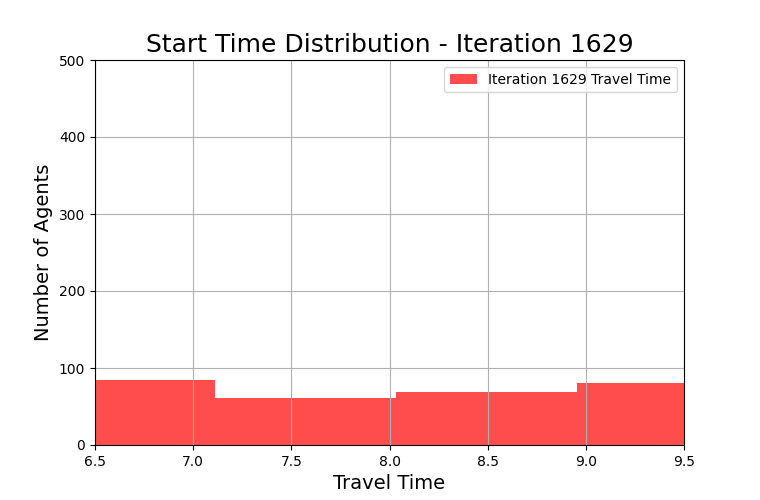 Start Time Distribution - Iteration 1629
500
400
300
200
100
0
Number of Agents
Iteration 1629 Travel Time
6.5 7.0 7.5 8.0 8.5 9.0 9.5
Travel Time